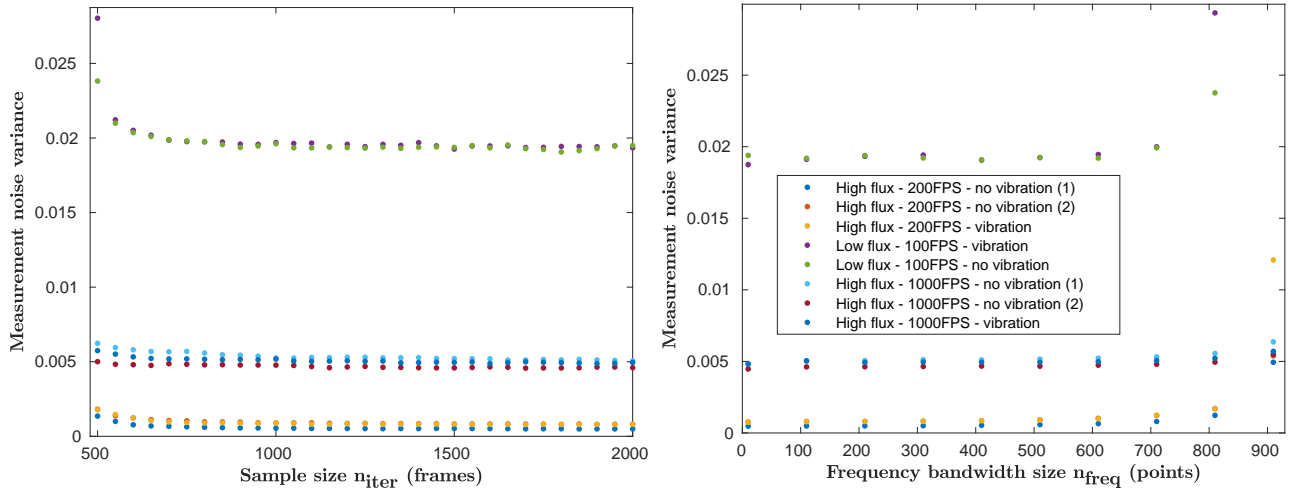 Measurement noise variance
0.025
0.02
0.015
0.01
0.005
0
500
1000
1500
2000
Sample size n_iter (frames)
Measurement noise variance
0.025
0.02
0.015
0.01
0.005
0
High flux - 200FPS - no vibration (1)
High flux - 200FPS - no vibration (2)
High flux - 200FPS - vibration
Low flux - 100FPS - vibration
Low flux - 100FPS - no vibration
High flux - 1000FPS - no vibration (1)
High flux - 1000FPS - no vibration (2)
High flux - 1000FPS - vibration
0 100 200 300 400 500 600 700 800 900
Frequency bandwidth size n_freq (points)